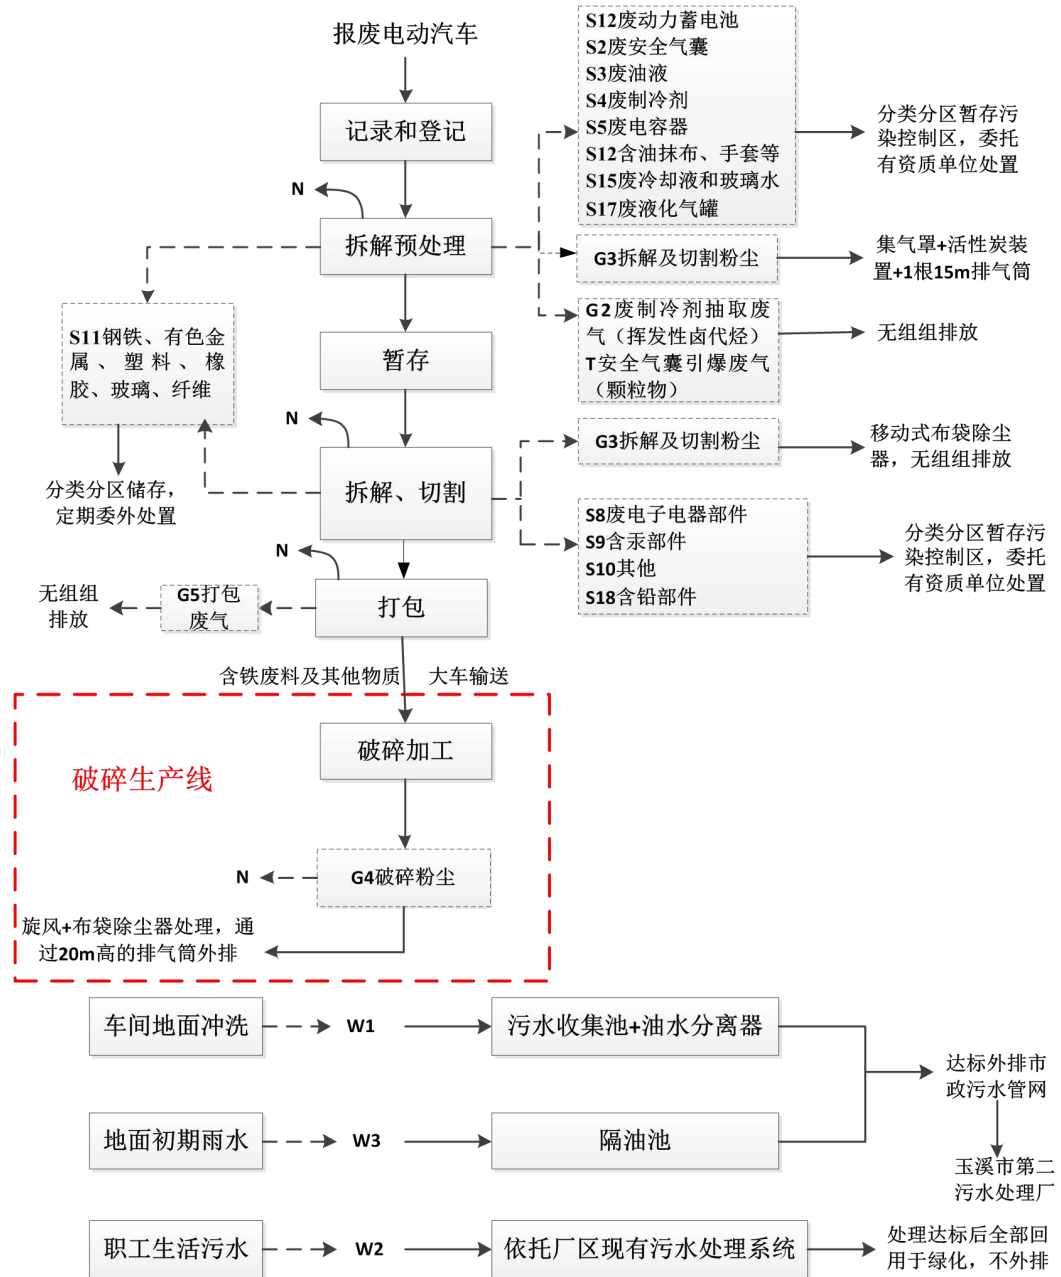 报废电动汽车
记录和登记
N
拆解预处理
S12废动力蓄电池
S2废安全气囊
S3废油液
S4废制冷剂
S5废电容器
S12含油抹布、手套等
S15废冷却液和玻璃水
S17废液化气罐
分类分区暂存污
染控制区，委托
有资质单位处置
G3拆解及切割粉尘
集气罩+活性炭装
置+1根15m排气筒
G2废制冷剂抽取废
气（挥发性卤代烃）
T安全气囊引爆废气
（颗粒物）
无组组排放
S11钢铁、有色金
属、塑料、橡
胶、玻璃、纤维
分类分区储存，
定期委外处置
暂存
N
拆解、切割
G3拆解及切割粉尘
移动式布袋除尘
器，无组组排放
S8废电子电器部件
S9含汞部件
S10其他
S18含铅部件
分类分区暂存污
染控制区，委托
有资质单位处置
N
打包
G5打包
废气
无组组
排放
含铁废料及其他物质
大车输送
破碎生产线
破碎加工
G4破碎粉尘
N
旋风+布袋除尘器处理，通
过20m高的排气筒外排
车间地面冲洗
W1
污水收集池+油水分离器
地面初期雨水
W3
隔油池
达标外排市
政污水管网
玉溪市第二
污水处理厂
职工生活污水
W2
依托厂区现有污水处理系统
处理达标后全部回
用于绿化，不外排